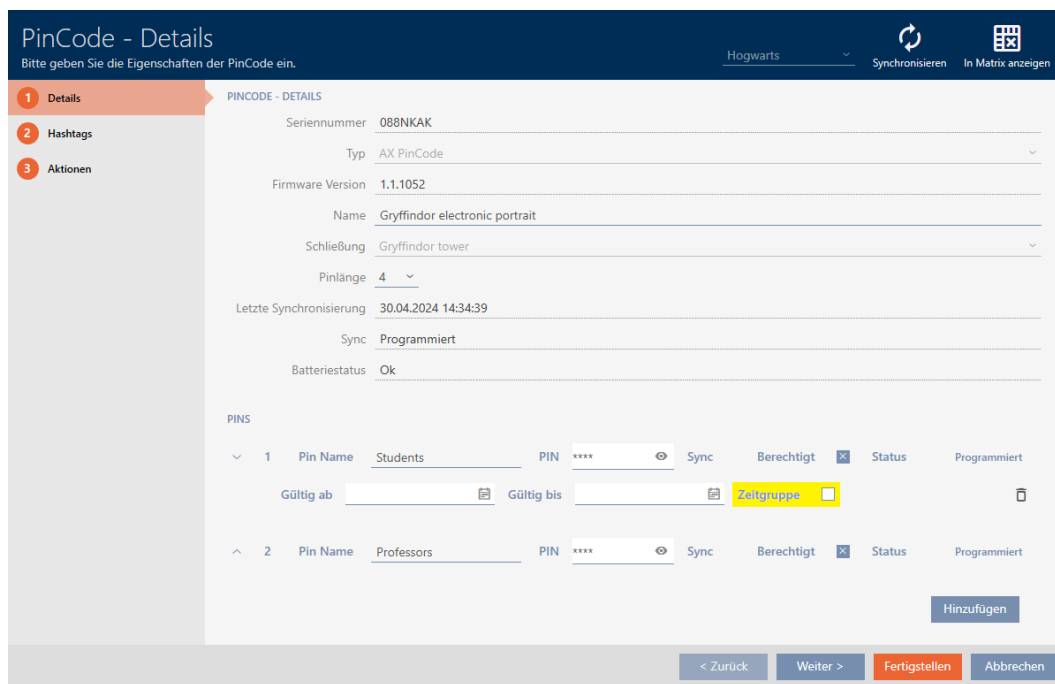 PinCode - Details
Bitte geben Sie die Eigenschaften der PinCode ein.
Hogwarts
Synchronisieren
In Matrix anzeigen
1 Details
2 Hashtags
3 Aktionen
PINCODE - DETAILS
Seriennummer 088NKAK
Typ AX PinCode
Firmware Version 1.1.1052
Name Gryffindor electronic portrait
Schließung Gryffindor tower
Pinlänge 4
Letzte Synchronisierung 30.04.2024 14:34:39
Sync Programmiert
Batteriestatus Ok
PINS
1 Pin Name Students PIN **** Sync Berechtigt Status Programmiert
Gültig ab Gültig bis Zeitgruppe
2 Pin Name Professors PIN **** Sync Berechtigt Status Programmiert
Hinzufügen
< Zurück Weiter > Fertigstellen Abbrechen